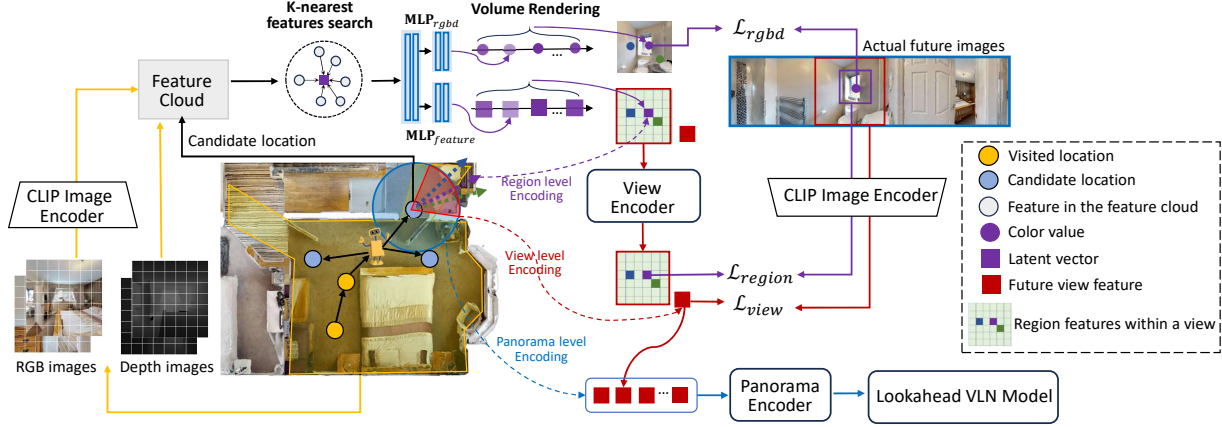 K-nearest
features search
MLP_rgbd
Volume Rendering
ℒ_rgbd
Actual future images
Feature
Cloud
...
MLP_feature
...
Candidate location
CLIP Image
Encoder
Region level
Encoding
View
Encoder
CLIP Image Encoder
View level
Encoding
ℒ_region
ℒ_view
Panorama level
Encoding
RGB images
Depth images
...
Panorama
Encoder
Lookahead VLN Model
Visited location
Candidate location
Feature in the feature cloud
Color value
Latent vector
Future view feature
Region features within a view